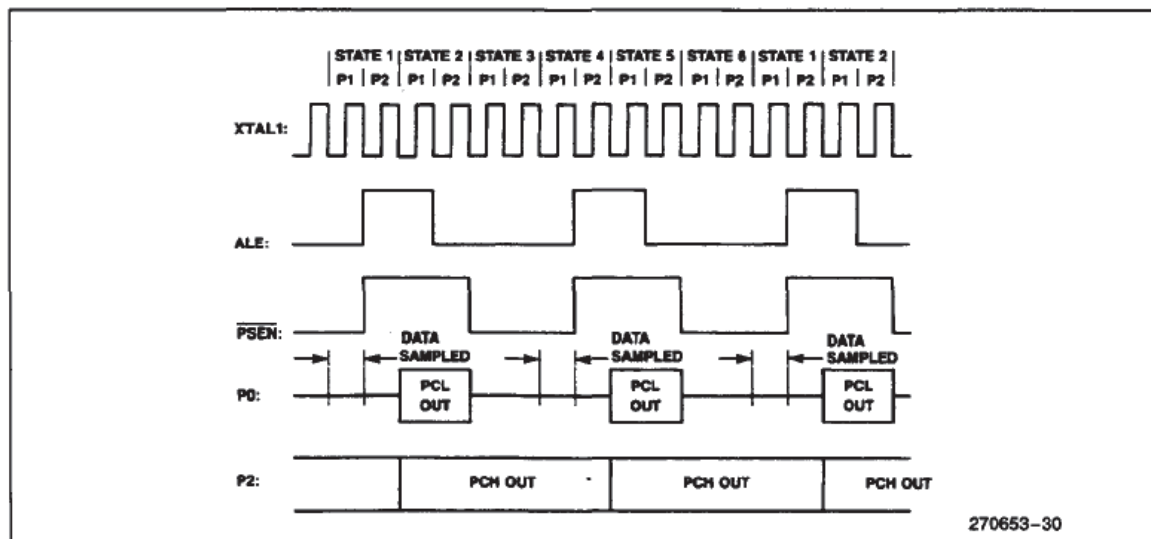 STATE 1 STATE 2 STATE 3 STATE 4 STATE 5 STATE 6 STATE 1 STATE 2
P1 P2 P1 P2 P1 P2 P1 P2 P1 P2 P1 P2 P1 P2 P1 P2
XTAL1:
ALE:
PSEN:
DATA SAMPLED DATA SAMPLED DATA SAMPLED
P0:
PCL OUT PCL OUT PCL OUT
P2:
PCH OUT PCH OUT PCH OUT
270653-30